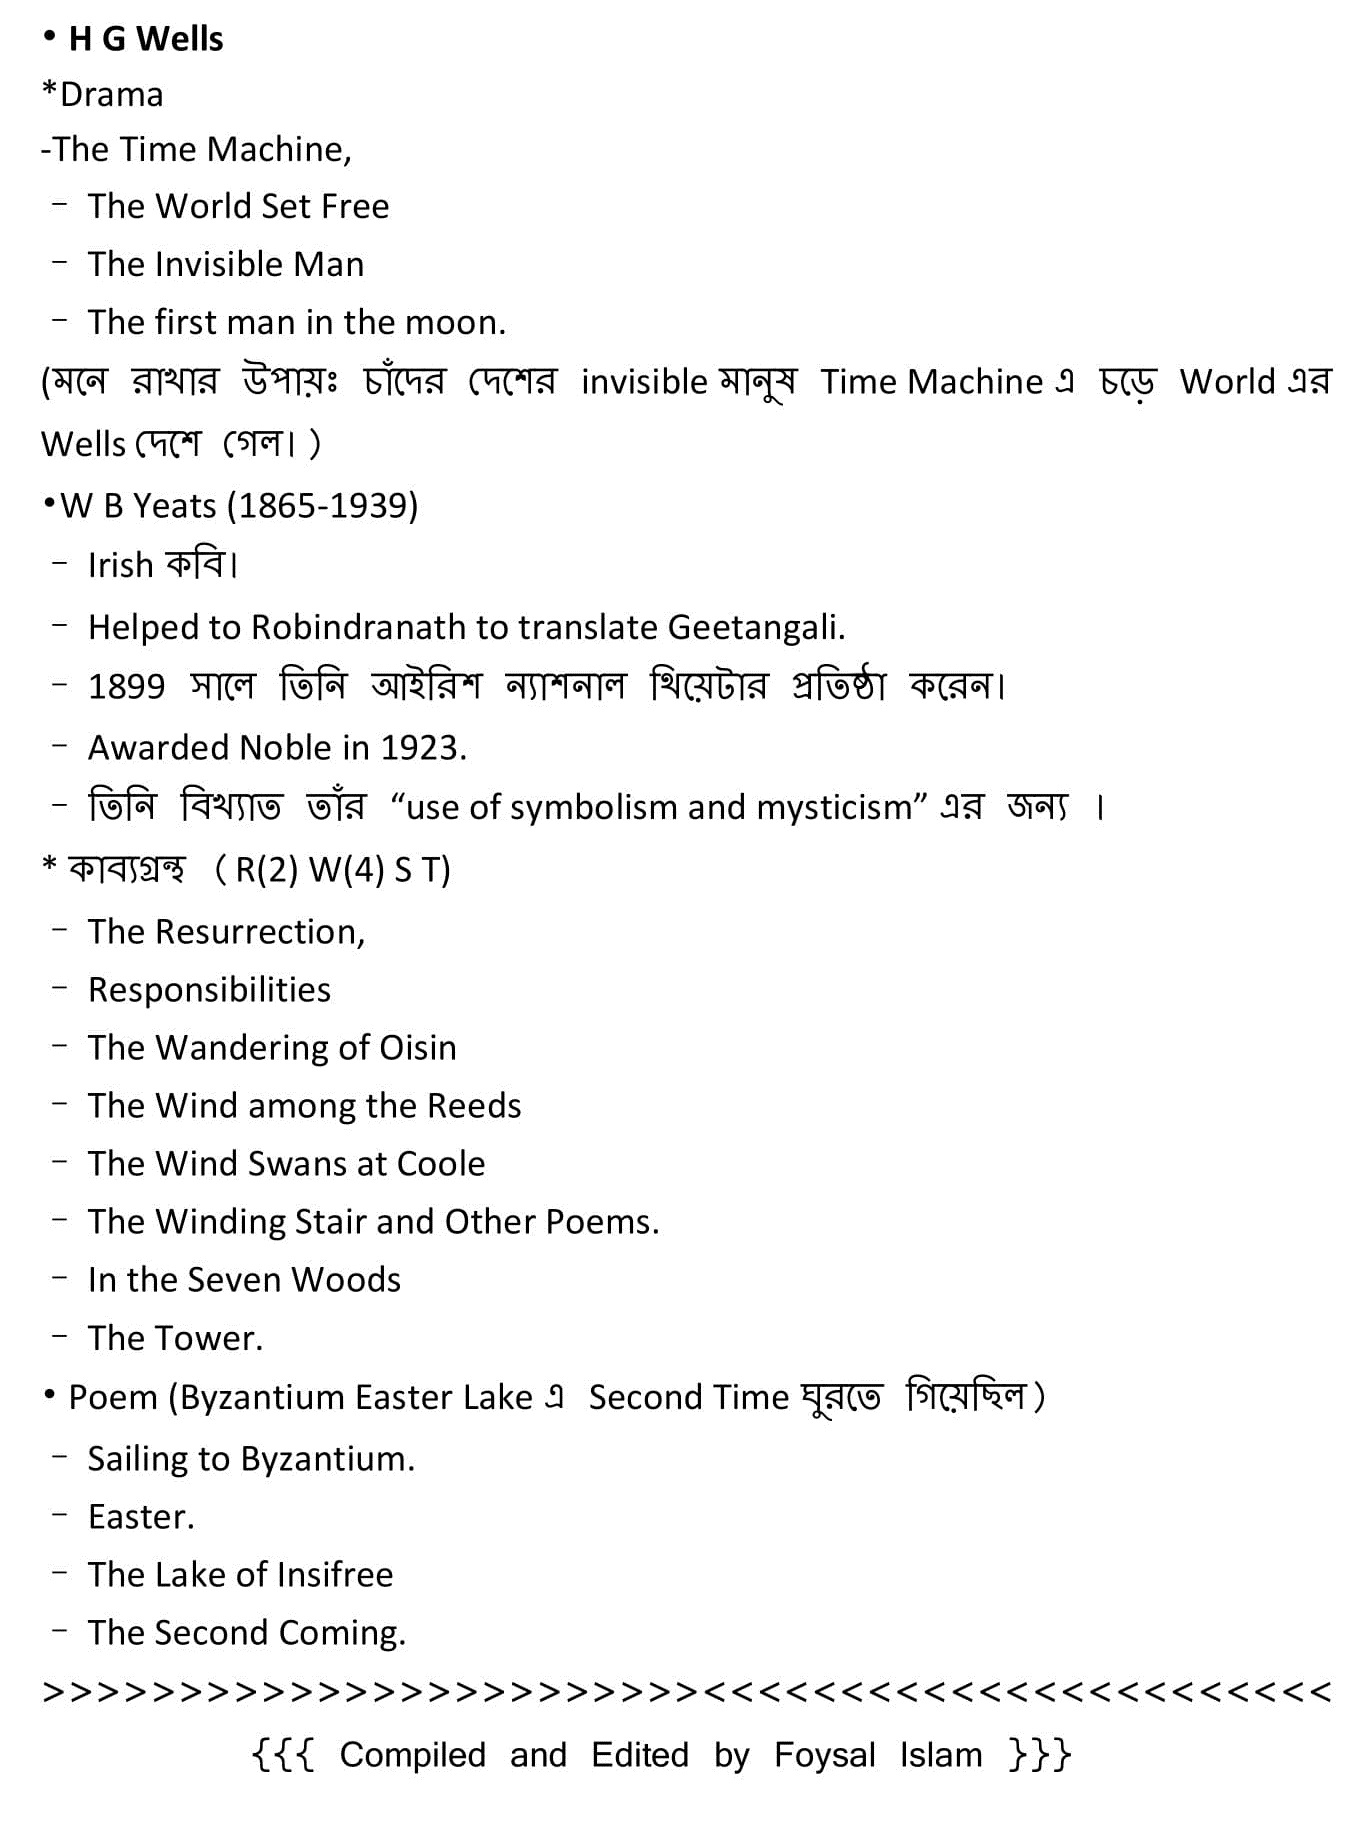 • H G Wells
*Drama
-The Time Machine,
– The World Set Free
– The Invisible Man
– The first man in the moon.
(মনে রাখার উপায়ঃ চাঁদের দেশের invisible মানুষ Time Machine এ চড়ে World এর
Wells দেশে গেল। )
•W B Yeats (1865-1939)
– Irish কবি।
– Helped to Robindranath to translate Geetangali.
– 1899 সালে তিনি আইরিশ ন্যাশনাল থিয়েটার প্রতিষ্ঠা করেন।
– Awarded Noble in 1923.
– তিনি বিখ্যাত তাঁর “use of symbolism and mysticism” এর জন্য ।
* কাব্যগ্রন্থ ( R(2) W(4) S T)
– The Resurrection,
– Responsibilities
– The Wandering of Oisin
– The Wind among the Reeds
– The Wind Swans at Coole
– The Winding Stair and Other Poems.
– In the Seven Woods
– The Tower.
• Poem (Byzantium Easter Lake এ Second Time ঘুরতে গিয়েছিল )
– Sailing to Byzantium.
– Easter.
– The Lake of Insifree
– The Second Coming.
>>>>>>>>>>>>>>>>>>>>>>>><<<<<<<<<<<<<<<<<<<<<<<
{{{ Compiled and Edited by Foysal Islam }}}